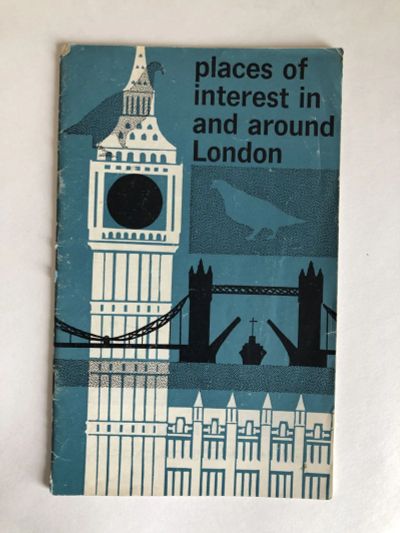 places of
interest in
and around
London